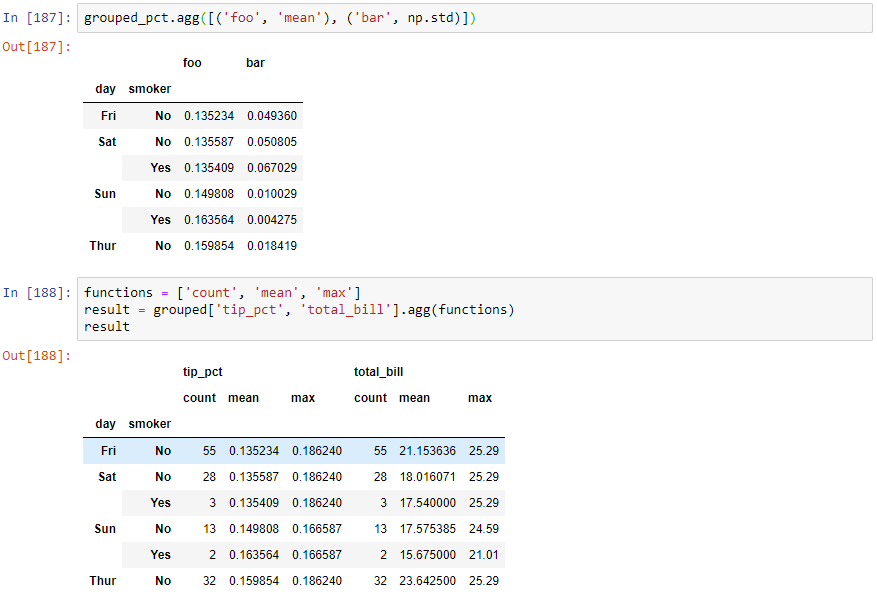 In [187]: grouped_pct.agg([('foo', 'mean'), ('bar', np.std)])
Out[187]:
foo bar
day smoker
Fri No 0.135234 0.049360
Sat No 0.135587 0.050805
Yes 0.135409 0.067029
Sun No 0.149808 0.010029
Yes 0.163564 0.004275
Thur No 0.159854 0.018419
In [188]: functions = ['count', 'mean', 'max']
result = grouped['tip_pct', 'total_bill'].agg(functions)
result
Out[188]:
tip_pct total_bill
count mean max count mean max
day smoker
Fri No 55 0.135234 0.186240 55 21.153636 25.29
Sat No 28 0.135587 0.186240 28 18.016071 25.29
Yes 3 0.135409 0.186240 3 17.540000 25.29
Sun No 13 0.149808 0.166587 13 17.575385 24.59
Yes 2 0.163564 0.166587 2 15.675000 21.01
Thur No 32 0.159854 0.186240 32 23.642500 25.29